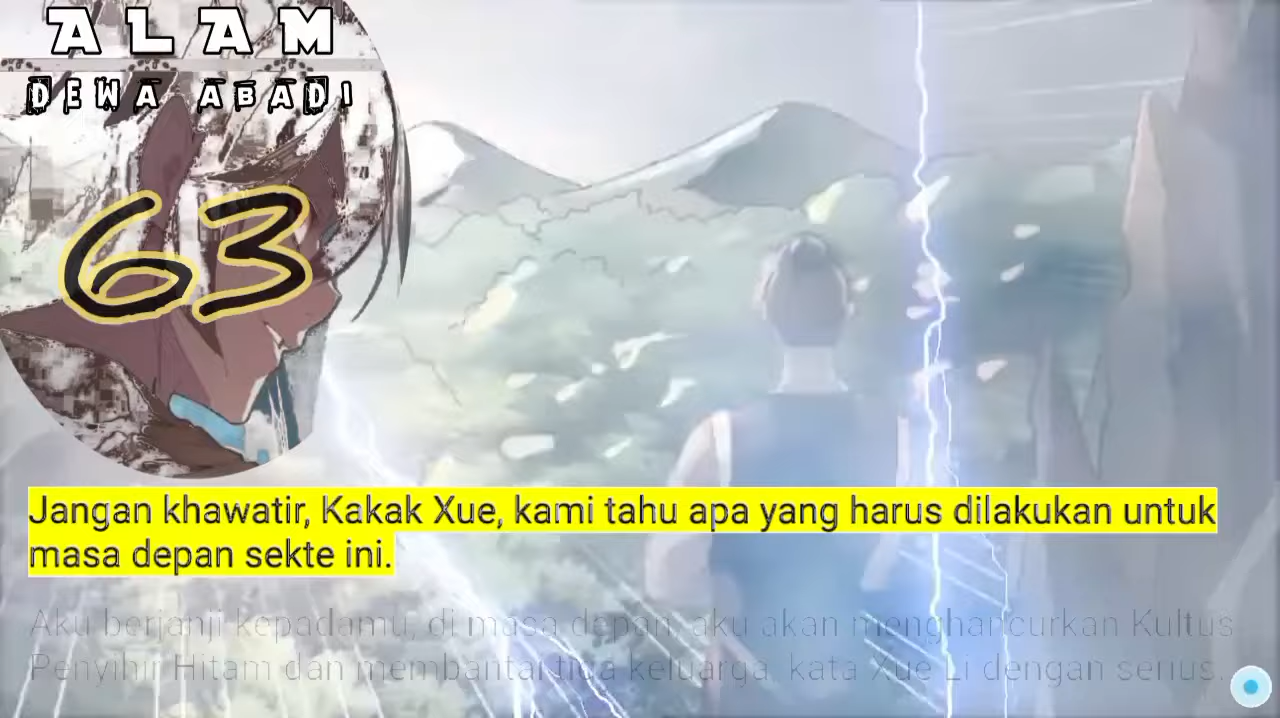 ALAM
DEWA ABADI
63
Jangan khawatir, Kakak Xue, kami tahu apa yang harus dilakukan untuk
masa depan sekte ini.
Aku berjanji kepadamu, di masa depan, aku akan menghancurkan Kultus
Penyihir Hitam dan membantai tiga keluarga, kata Xue Li dengan serius.